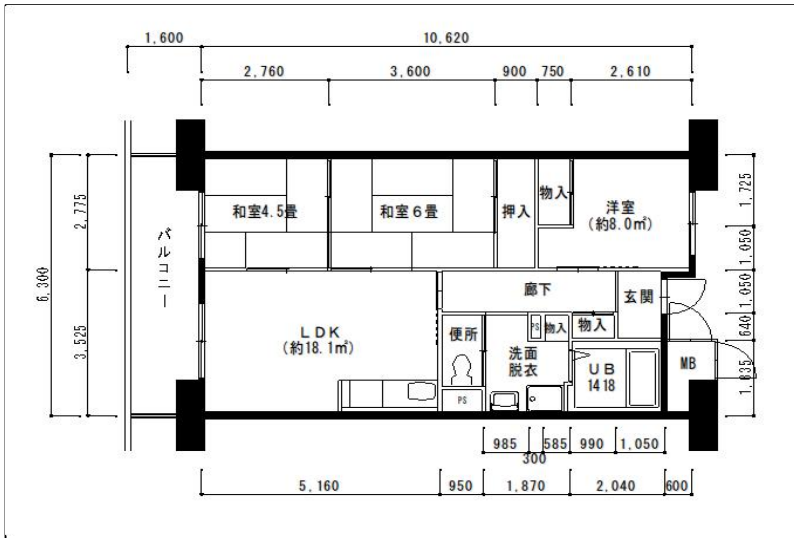 1,600
10,620
2,760
3,600
900
750
2,610
6,300
2,775
3,525
バルコニー
和室4.5畳
和室6畳
押入
物入
洋室
(約8.0㎡)
1,725
1,050
1,050
640
1,835
LDK
(約18.1㎡)
廊下
玄関
便所
PS
物入
物入
洗面
脱衣
UB
1418
MB
PS
985
300
585
990
1,050
5,160
950
1,870
2,040
600